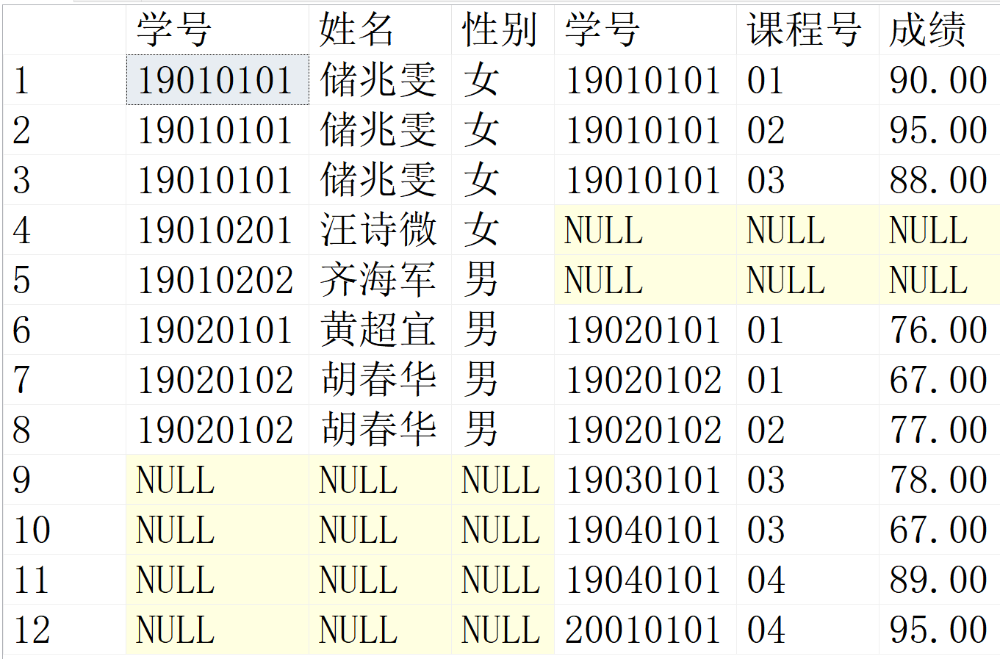 学号 姓名 性别 学号 课程号 成绩
1 19010101 储兆雯 女 19010101 01 90.00
2 19010101 储兆雯 女 19010101 02 95.00
3 19010101 储兆雯 女 19010101 03 88.00
4 19010201 汪诗微 女 NULL NULL NULL
5 19010202 齐海军 男 NULL NULL NULL
6 19020101 黄超宜 男 19020101 01 76.00
7 19020102 胡春华 男 19020102 01 67.00
8 19020102 胡春华 男 19020102 02 77.00
9 NULL NULL NULL 19030101 03 78.00
10 NULL NULL NULL 19040101 03 67.00
11 NULL NULL NULL 19040101 04 89.00
12 NULL NULL NULL 20010101 04 95.00